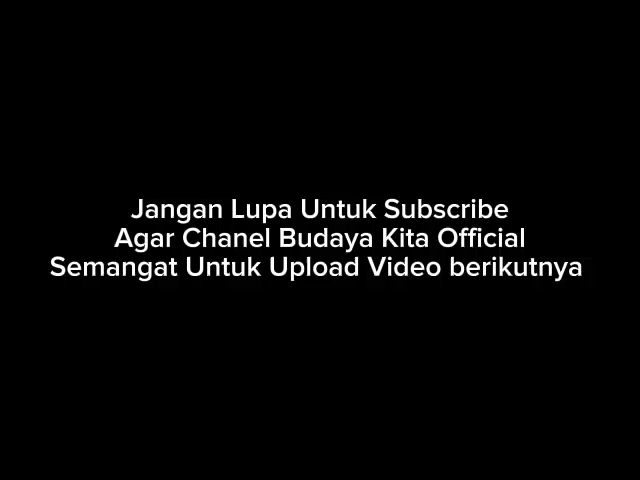 Jangan Lupa Untuk Subscribe
Agar Chanel Budaya Kita Official
Semangat Untuk Upload Video berikutnya